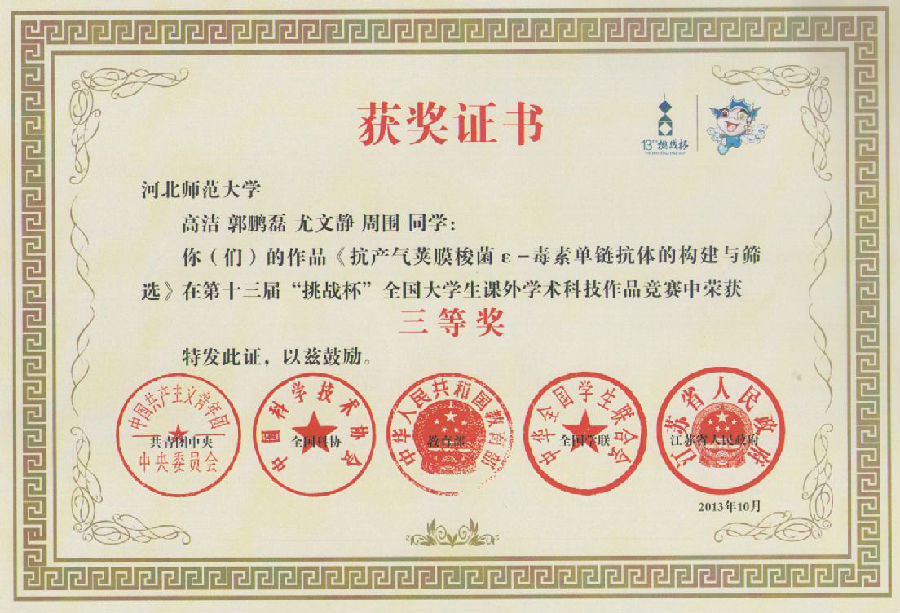 获奖证书
13TH 挑战杯
河北师范大学
高洁 郭鹏磊 尤文静 周围 同学：
你（们）的作品《抗产气荚膜梭菌 ε-毒素单链抗体的构建与筛
选》在第十三届“挑战杯”全国大学生课外学术科技作品竞赛中荣获
三等奖
特发此证，以兹鼓励。
中国共产主义青年团
共青团中央
中央委员会
中国科学技术协会
全国科协
中华人民共和国教育部
教育部
中华全国学生联合会
全国学联
江苏省人民政府
江苏省人民政府
2013年10月